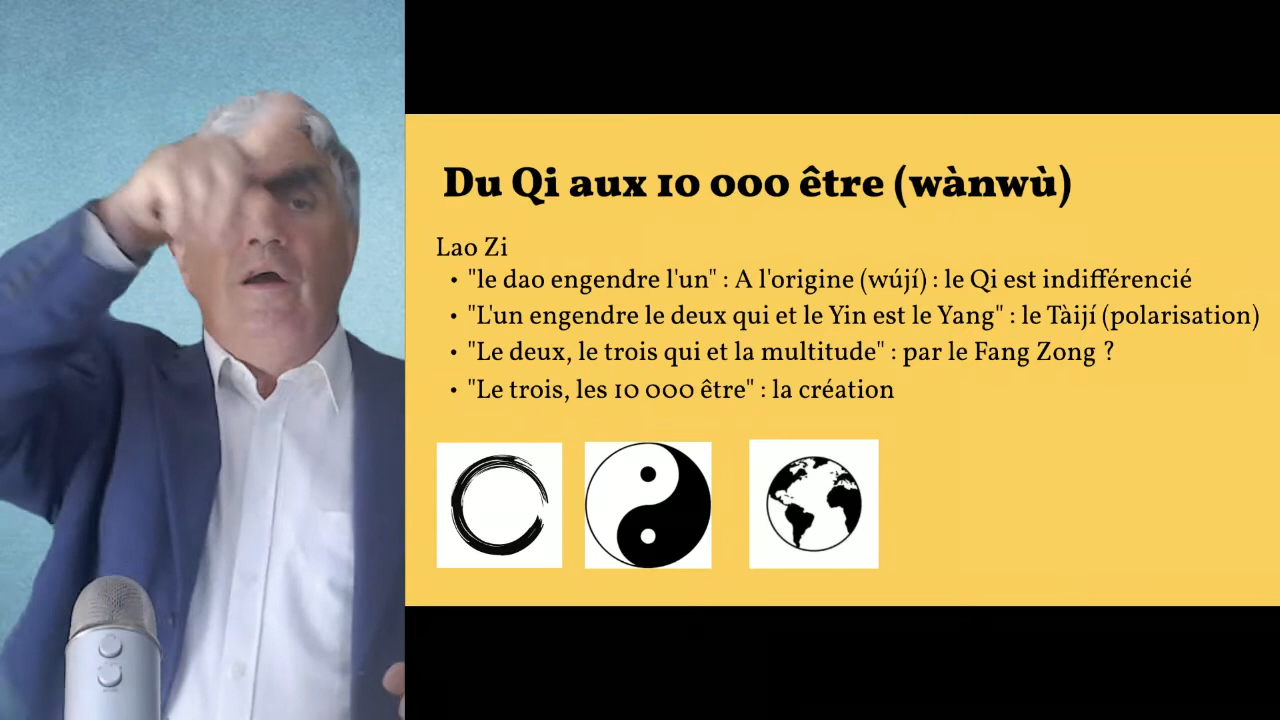 Du Qi aux 10 000 être (wànwù)
Lao Zi
• "le dao engendre l'un" : A l'origine (wújí) : le Qi est indifférencié
• "L'un engendre le deux qui et le Yin est le Yang" : le Tàijí (polarisation)
• "Le deux, le trois qui et la multitude" : par le Fang Zong ?
• "Le trois, les 10 000 être" : la création